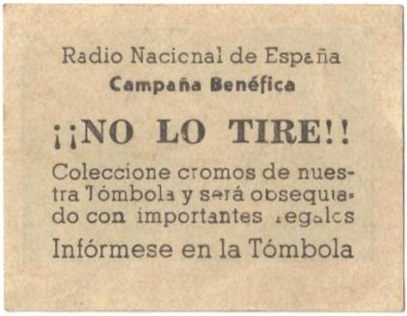 Radio Nacional de España
Campaña Benéfica
¡¡NO LO TIRE!!
Coleccione cromos de nues-
tra Tómbola y será obsequia-
do con importantes regalos
Infórmese en la Tómbola